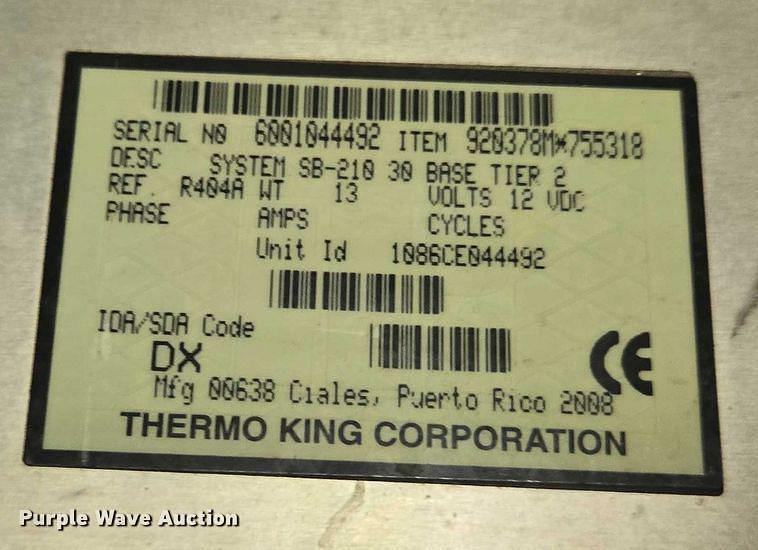 SERIAL NO 6001044492 ITEM 920378M*755318
DESC SYSTEM SB-210 30 BASE TIER 2
REF. R404A WT 13 VOLTS 12 VDC
PHASE AMPS CYCLES
Unit Id 1086CE044492
IDA/SDA Code
DX
CE
Mfg 00638 Ciales, Puerto Rico 2008
THERMO KING CORPORATION
Purple Wave Auction